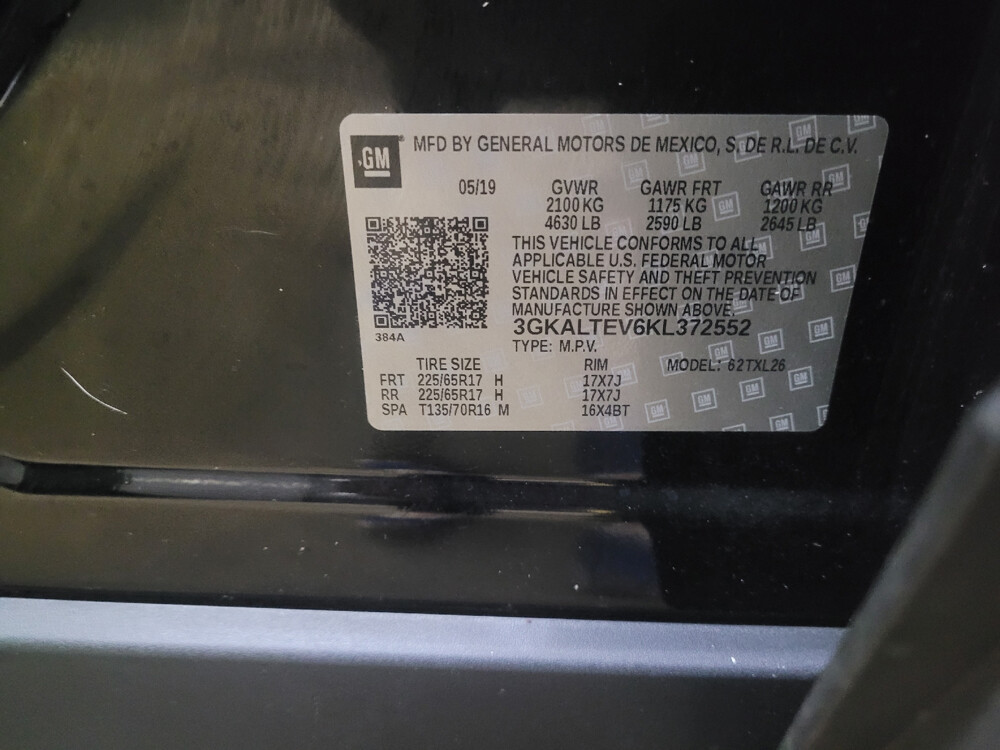 GM MFD BY GENERAL MOTORS DE MEXICO, S. DE R.L. DE C.V.
05/19 GVWR GAWR FRT GAWR RR
2100 KG 1175 KG 1200 KG
4630 LB 2590 LB 2645 LB
THIS VEHICLE CONFORMS TO ALL
APPLICABLE U.S. FEDERAL MOTOR
VEHICLE SAFETY AND THEFT PREVENTION
STANDARDS IN EFFECT ON THE DATE OF
MANUFACTURE SHOWN ABOVE.
3GKALTEV6KL372552
384A
TYPE: M.P.V.
TIRE SIZE RIM MODEL: 62TXL26
FRT 225/65R17 H 17X7J
RR 225/65R17 H 17X7J
SPA T135/70R16 M 16X4BT